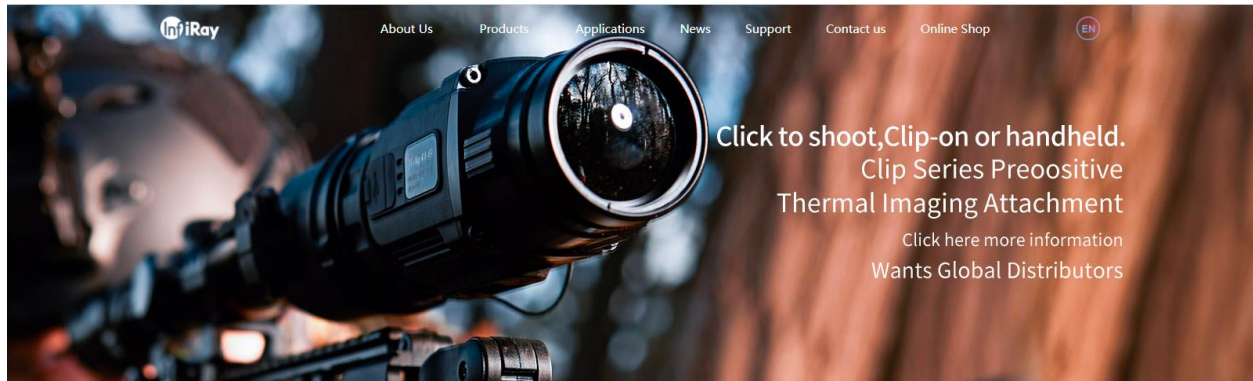 InfiRay
About Us Products Applications News Support Contact us Online Shop EN
Click to shoot,Clip-on or handheld.
Clip Series Preoositive
Thermal Imaging Attachment
Click here more information
Wants Global Distributors